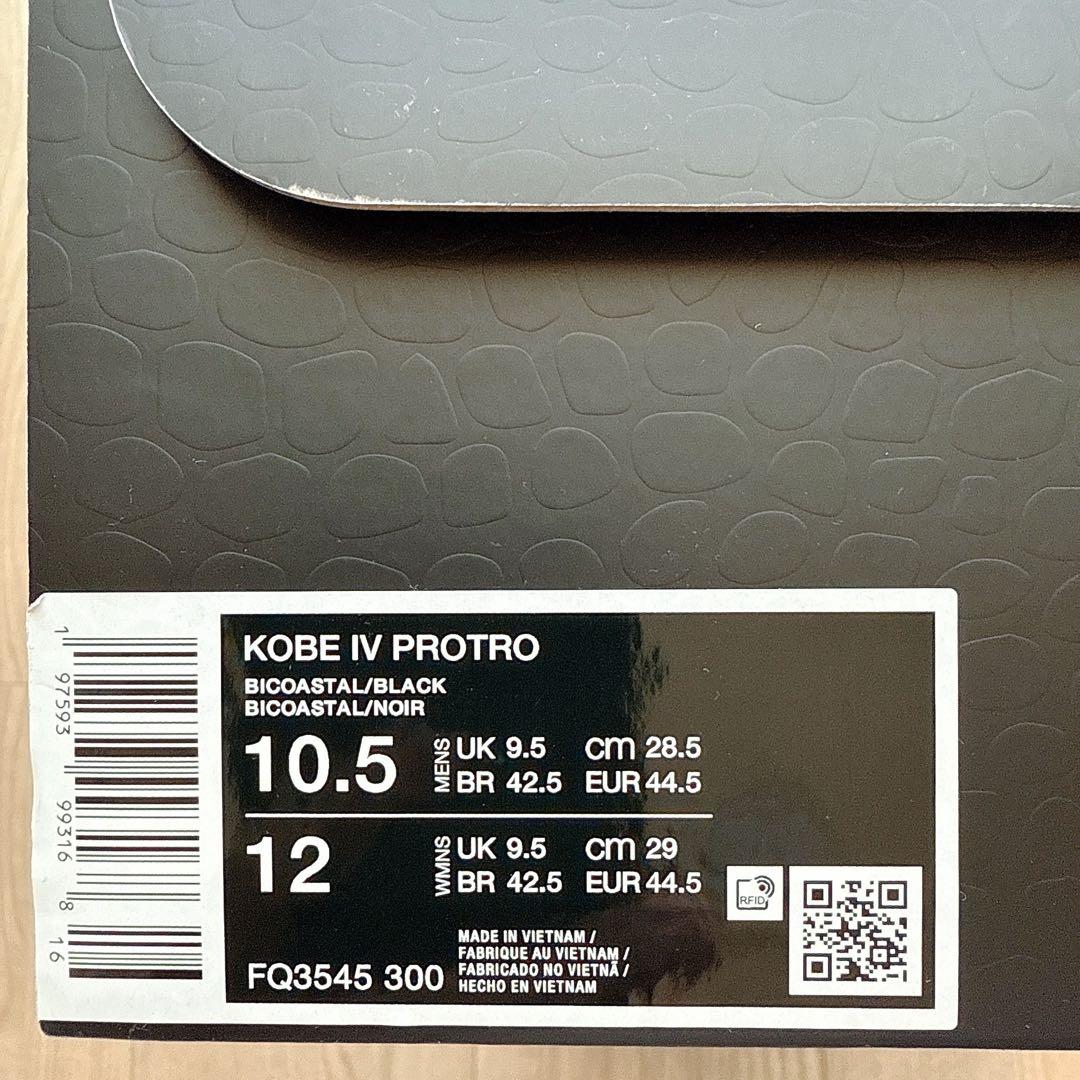 KOBE IV PROTRO
BICOASTAL/BLACK
BICOASTAL/NOIR
10.5 MENS UK 9.5 cm 28.5
BR 42.5 EUR 44.5
12 WMNS UK 9.5 cm 29
BR 42.5 EUR 44.5
RFID
MADE IN VIETNAM /
FABRIQUE AU VIETNAM /
FABRICADO NO VIETNÃ /
HECHO EN VIETNAM
FQ3545 300
1 97593 99316 8 16